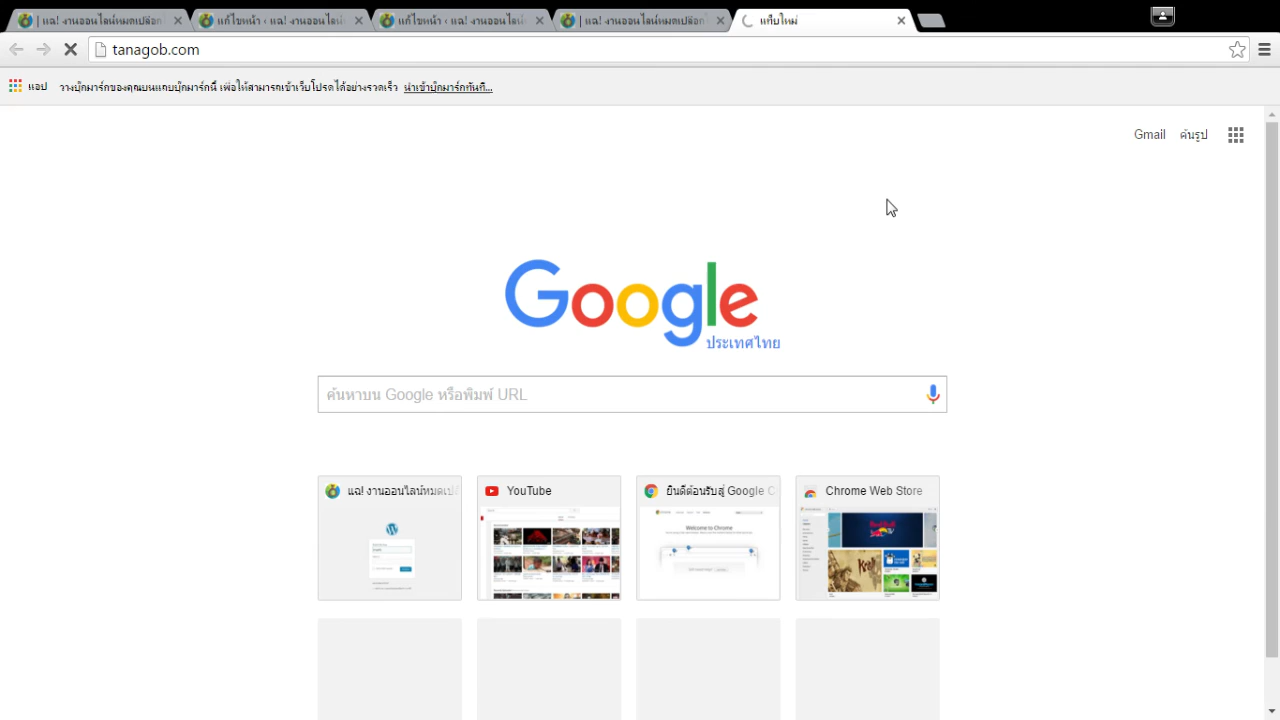 | แฉ! งานออนไลน์หมดเปลือก
แก้ไขหน้า ‹ แฉ! งานออนไลน์
แก้ไขหน้า ‹ แฉ! งานออนไลน์
| แฉ! งานออนไลน์หมดเปลือก
แท็บใหม่
tanagob.com
แอป วางบุ๊กมาร์กของคุณบนแถบบุ๊กมาร์กนี้ เพื่อให้สามารถเข้าเว็บโปรดได้อย่างรวดเร็ว นำเข้าบุ๊กมาร์กทันที...
Gmail ค้นรูป
Google
ประเทศไทย
ค้นหาบน Google หรือพิมพ์ URL
แฉ! งานออนไลน์หมดเปลื
YouTube
ยินดีต้อนรับสู่ Google C
Chrome Web Store
Welcome to Chrome